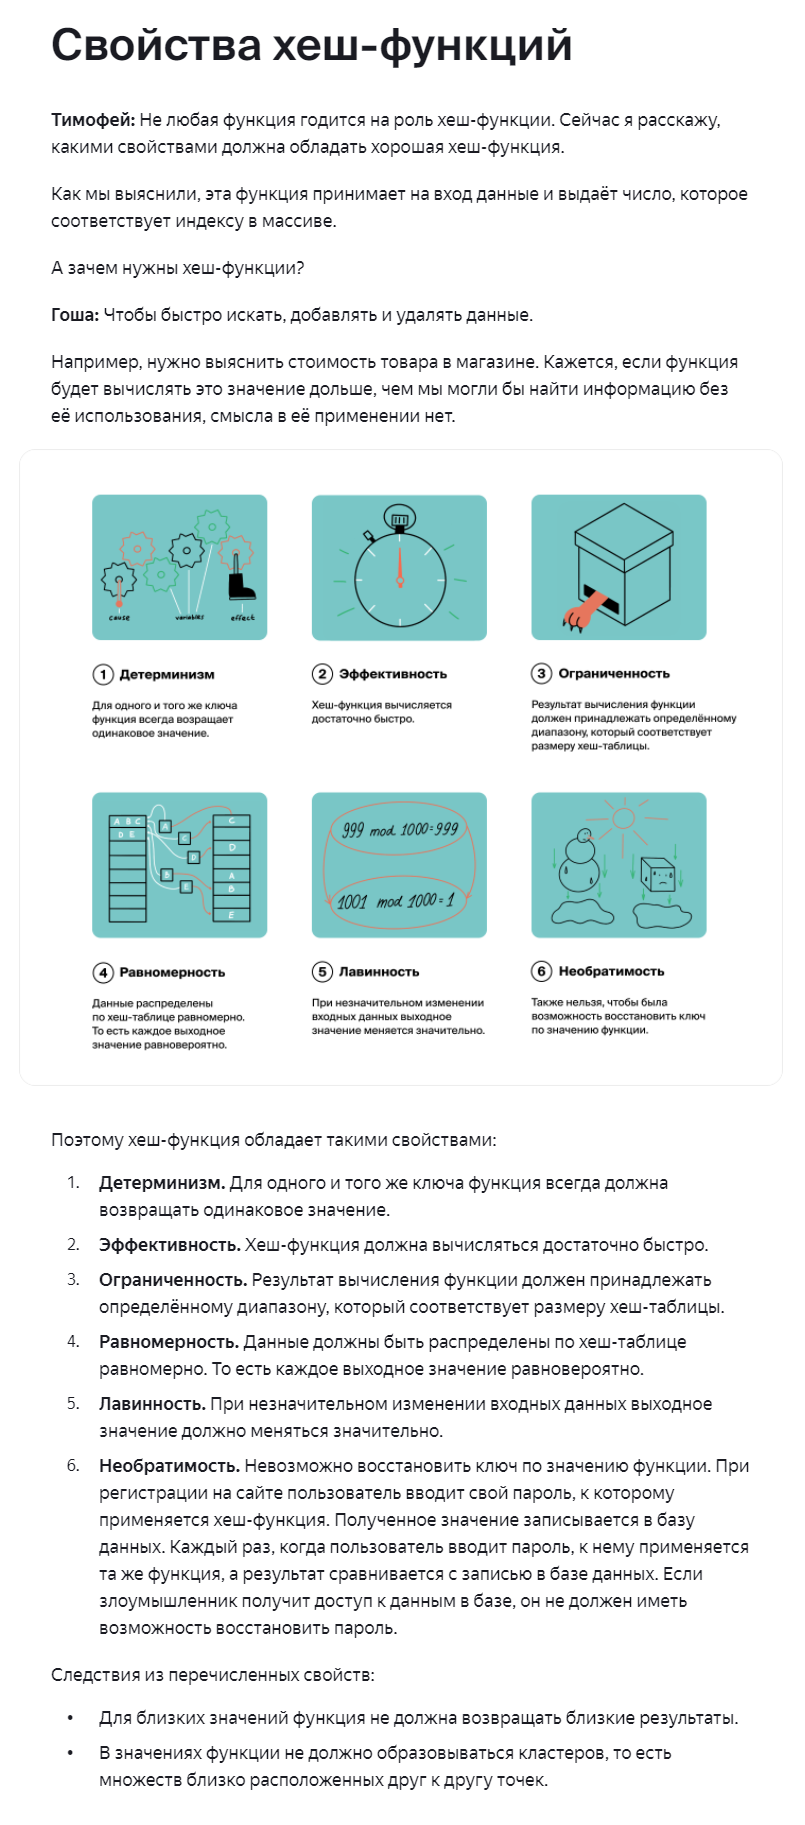 Свойства хеш-функций
Тимофей: Не любая функция годится на роль хеш-функции. Сейчас я расскажу,
какими свойствами должна обладать хорошая хеш-функция.
Как мы выяснили, эта функция принимает на вход данные и выдаёт число, которое
соответствует индексу в массиве.
А зачем нужны хеш-функции?
Гоша: Чтобы быстро искать, добавлять и удалять данные.
Например, нужно выяснить стоимость товара в магазине. Кажется, если функция
будет вычислять это значение дольше, чем мы могли бы найти информацию без
её использования, смысла в её применении нет.
cause
variables
effect
1 Детерминизм
Для одного и того же ключа
функция всегда возращает
одинаковое значение.
2 Эффективность
Хеш-функция вычисляется
достаточно быстро.
3 Ограниченность
Результат вычисления функции
должен принадлежать определённому
диапазону, который соответствует
размеру хеш-таблицы.
A B C
D E
A
C
D
B
E
C
D
A
B
E
4 Равномерность
Данные распределены
по хеш-таблице равномерно.
То есть каждое выходное
значение равновероятно.
999 mod 1000=999
1001 mod 1000=1
5 Лавинность
При незначительном изменении
входных данных выходное
значение меняется значительно.
6 Необратимость
Также нельзя, чтобы была
возможность восстановить ключ
по значению функции.
Поэтому хеш-функция обладает такими свойствами:
1. Детерминизм. Для одного и того же ключа функция всегда должна
возвращать одинаковое значение.
2. Эффективность. Хеш-функция должна вычисляться достаточно быстро.
3. Ограниченность. Результат вычисления функции должен принадлежать
определённому диапазону, который соответствует размеру хеш-таблицы.
4. Равномерность. Данные должны быть распределены по хеш-таблице
равномерно. То есть каждое выходное значение равновероятно.
5. Лавинность. При незначительном изменении входных данных выходное
значение должно меняться значительно.
6. Необратимость. Невозможно восстановить ключ по значению функции. При
регистрации на сайте пользователь вводит свой пароль, к которому
применяется хеш-функция. Полученное значение записывается в базу
данных. Каждый раз, когда пользователь вводит пароль, к нему применяется
та же функция, а результат сравнивается с записью в базе данных. Если
злоумышленник получит доступ к данным в базе, он не должен иметь
возможность восстановить пароль.
Следствия из перечисленных свойств:
• Для близких значений функция не должна возвращать близкие результаты.
• В значениях функции не должно образовываться кластеров, то есть
множеств близко расположенных друг к другу точек.